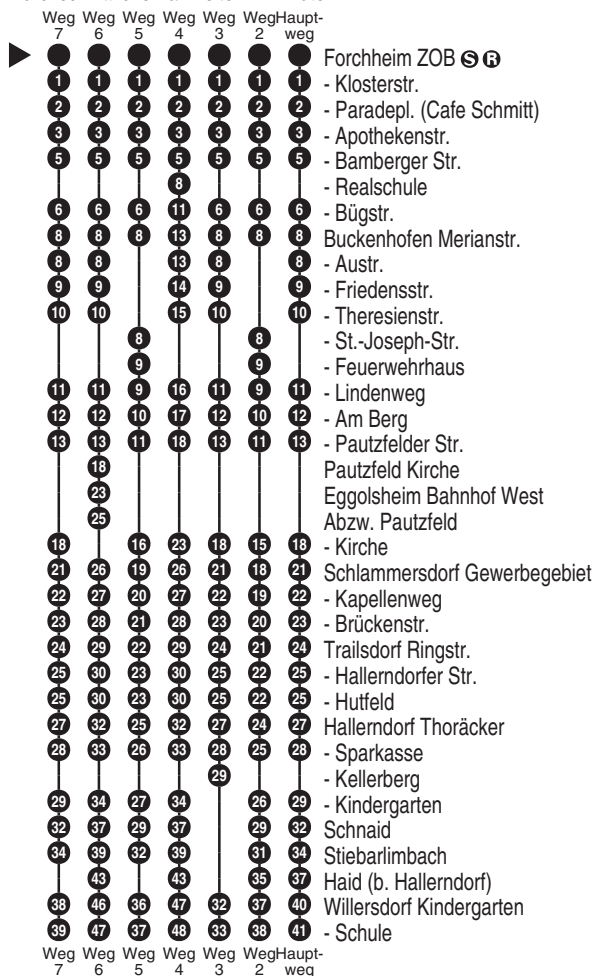 Weg Weg Weg Weg Weg Weg Haupt-
7 6 5 4 3 2 weg
Forchheim ZOB S R
1 1 1 1 1 1 1 - Klosterstr.
2 2 2 2 2 2 2 - Paradepl. (Cafe Schmitt)
3 3 3 3 3 3 3 - Apothekenstr.
5 5 5 5 5 5 5 - Bamberger Str.
8 - Realschule
6 6 6 11 6 6 6 - Bügstr.
8 8 8 13 8 8 8 Buckenhofen Merianstr.
8 8 13 8 8 - Austr.
9 9 14 9 9 - Friedensstr.
10 10 15 10 10 - Theresienstr.
8 8 - St.-Joseph-Str.
9 9 - Feuerwehrhaus
11 11 9 16 11 9 11 - Lindenweg
12 12 10 17 12 10 12 - Am Berg
13 13 11 18 13 11 13 - Pautzfelder Str.
18 Pautzfeld Kirche
23 Eggolsheim Bahnhof West
25 Abzw. Pautzfeld
18 16 23 18 15 18 - Kirche
21 26 19 26 21 18 21 Schlammersdorf Gewerbegebiet
22 27 20 27 22 19 22 - Kapellenweg
23 28 21 28 23 20 23 - Brückenstr.
24 29 22 29 24 21 24 Trailsdorf Ringstr.
25 30 23 30 25 22 25 - Hallerndorfer Str.
25 30 23 30 25 22 25 - Hutfeld
27 32 25 32 27 24 27 Hallerndorf Thoräcker
28 33 26 33 28 25 28 - Sparkasse
29 - Kellerberg
29 34 27 34 26 29 - Kindergarten
32 37 29 37 29 32 Schnaid
34 39 32 39 31 34 Stiebarlimbach
43 43 35 37 Haid (b. Hallerndorf)
38 46 36 47 32 37 40 Willersdorf Kindergarten
39 47 37 48 33 38 41 - Schule
Weg Weg Weg Weg Weg Weg Haupt-
7 6 5 4 3 2 weg